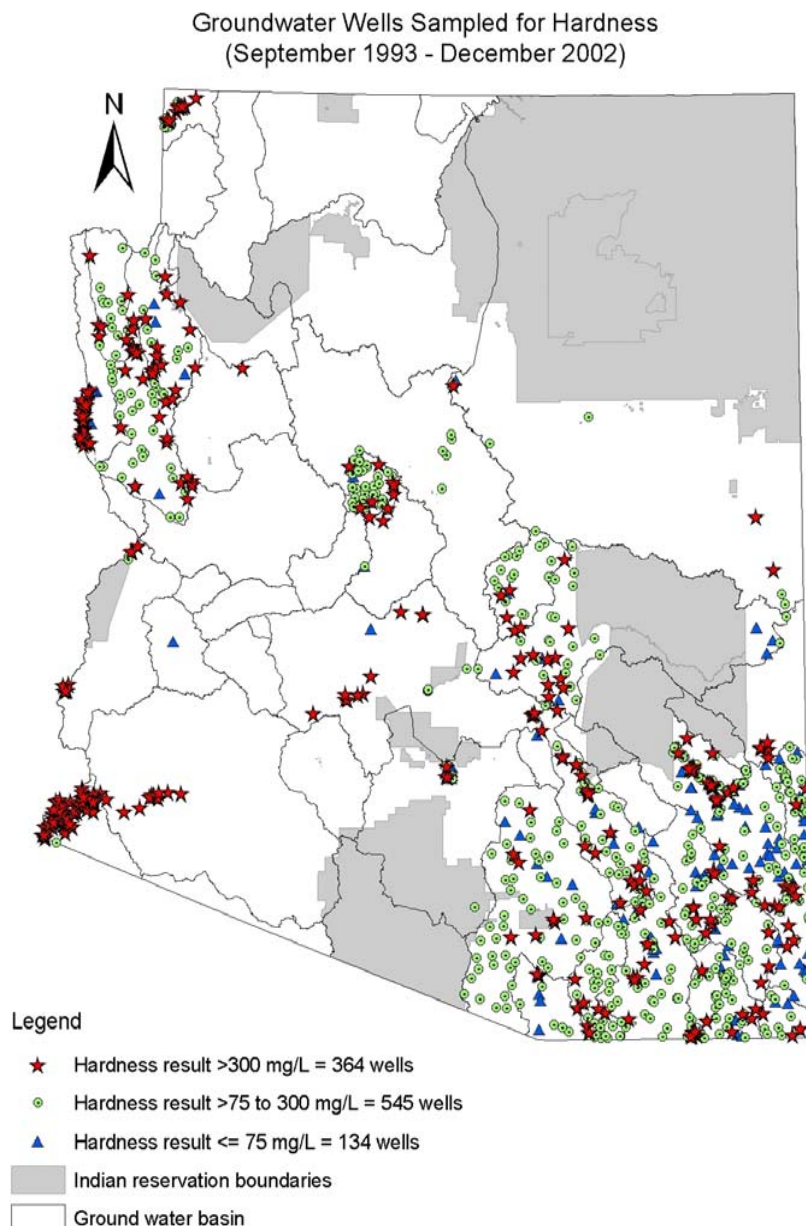 Groundwater Wells Sampled for Hardness
(September 1993 - December 2002)
N
Legend
Hardness result >300 mg/L = 364 wells
Hardness result >75 to 300 mg/L = 545 wells
Hardness result <= 75 mg/L = 134 wells
Indian reservation boundaries
Ground water basin